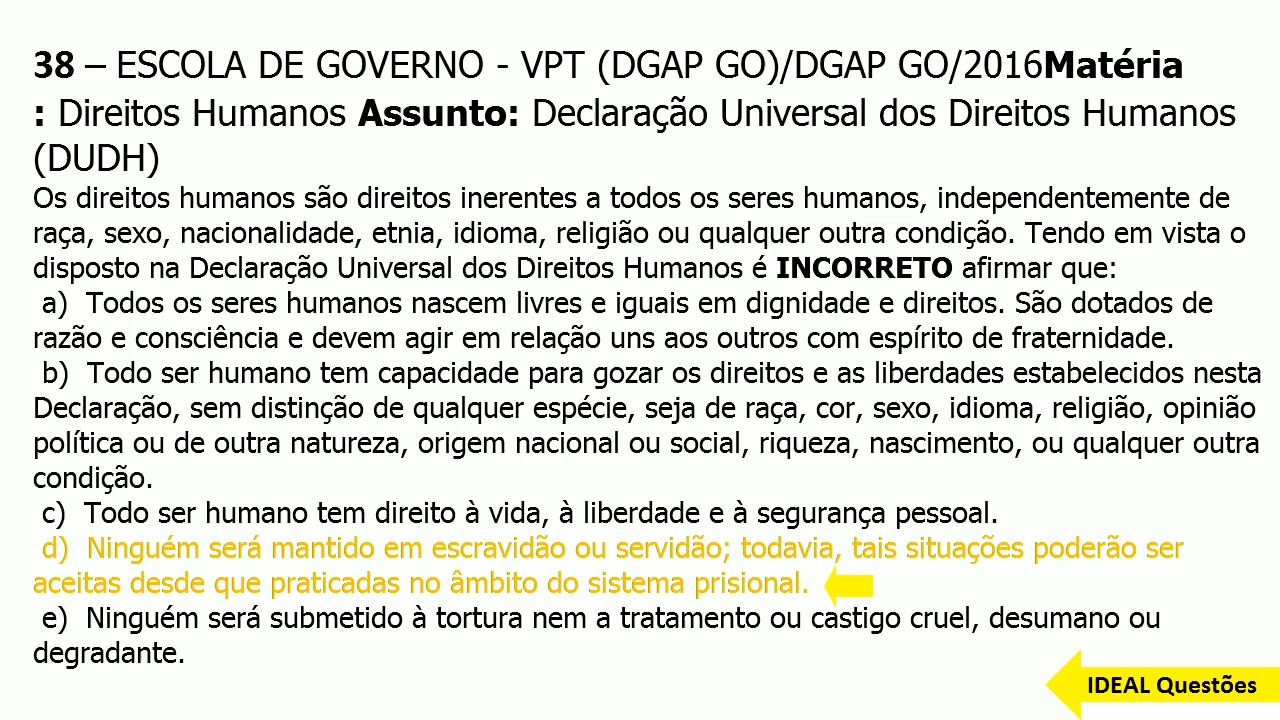 38 – ESCOLA DE GOVERNO - VPT (DGAP GO)/DGAP GO/2016Matéria
: Direitos Humanos Assunto: Declaração Universal dos Direitos Humanos
(DUDH)
Os direitos humanos são direitos inerentes a todos os seres humanos, independentemente de
raça, sexo, nacionalidade, etnia, idioma, religião ou qualquer outra condição. Tendo em vista o
disposto na Declaração Universal dos Direitos Humanos é INCORRETO afirmar que:
a) Todos os seres humanos nascem livres e iguais em dignidade e direitos. São dotados de
razão e consciência e devem agir em relação uns aos outros com espírito de fraternidade.
b) Todo ser humano tem capacidade para gozar os direitos e as liberdades estabelecidos nesta
Declaração, sem distinção de qualquer espécie, seja de raça, cor, sexo, idioma, religião, opinião
política ou de outra natureza, origem nacional ou social, riqueza, nascimento, ou qualquer outra
condição.
c) Todo ser humano tem direito à vida, à liberdade e à segurança pessoal.
d) Ninguém será mantido em escravidão ou servidão; todavia, tais situações poderão ser
aceitas desde que praticadas no âmbito do sistema prisional.
e) Ninguém será submetido à tortura nem a tratamento ou castigo cruel, desumano ou
degradante.
IDEAL Questões